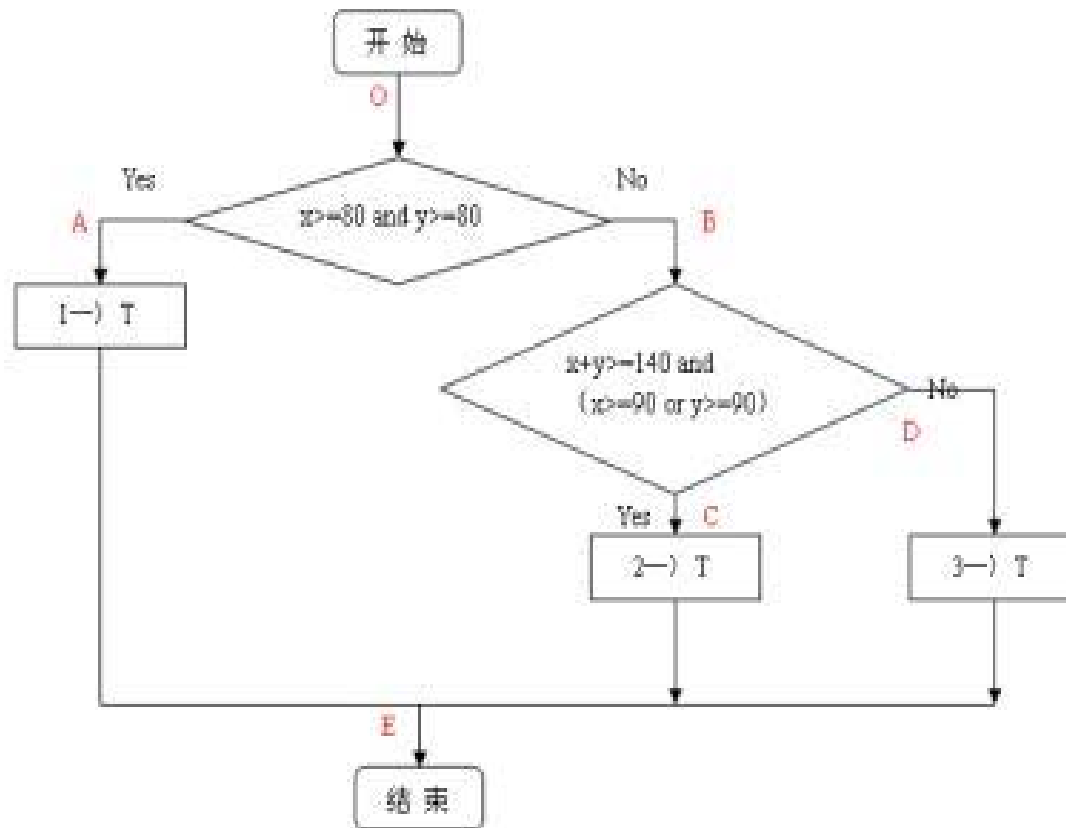 开 始
O
Yes
No
A
x>=80 and y>=80
B
1—）T
x+y>=140 and
（x>=90 or y>=90）
No
D
Yes
C
2—）T
3—）T
E
结 束